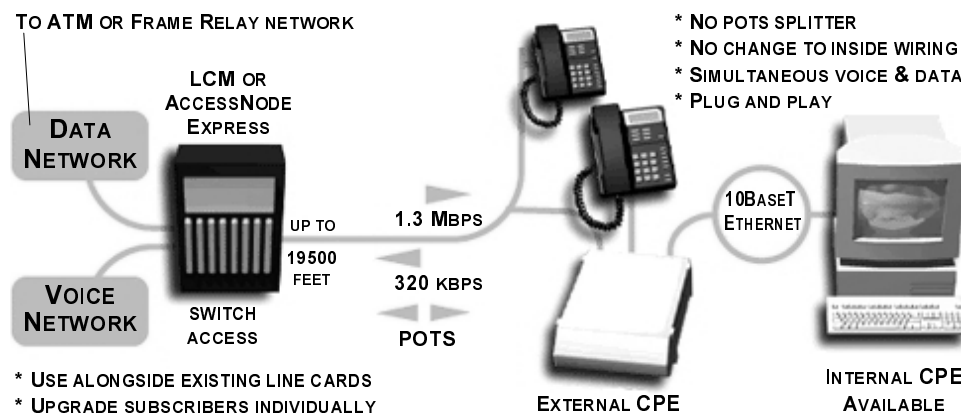 TO ATM OR FRAME RELAY NETWORK
LCM OR
ACCESSNODE
EXPRESS
DATA
NETWORK
VOICE
NETWORK
SWITCH
ACCESS
UP TO
19500
FEET
1.3 MBPS
320 KBPS
POTS
* NO POTS SPLITTER
* NO CHANGE TO INSIDE WIRING
* SIMULTANEOUS VOICE & DATA
* PLUG AND PLAY
10BASET
ETHERNET
* USE ALONGSIDE EXISTING LINE CARDS
* UPGRADE SUBSCRIBERS INDIVIDUALLY
EXTERNAL CPE
INTERNAL CPE
AVAILABLE